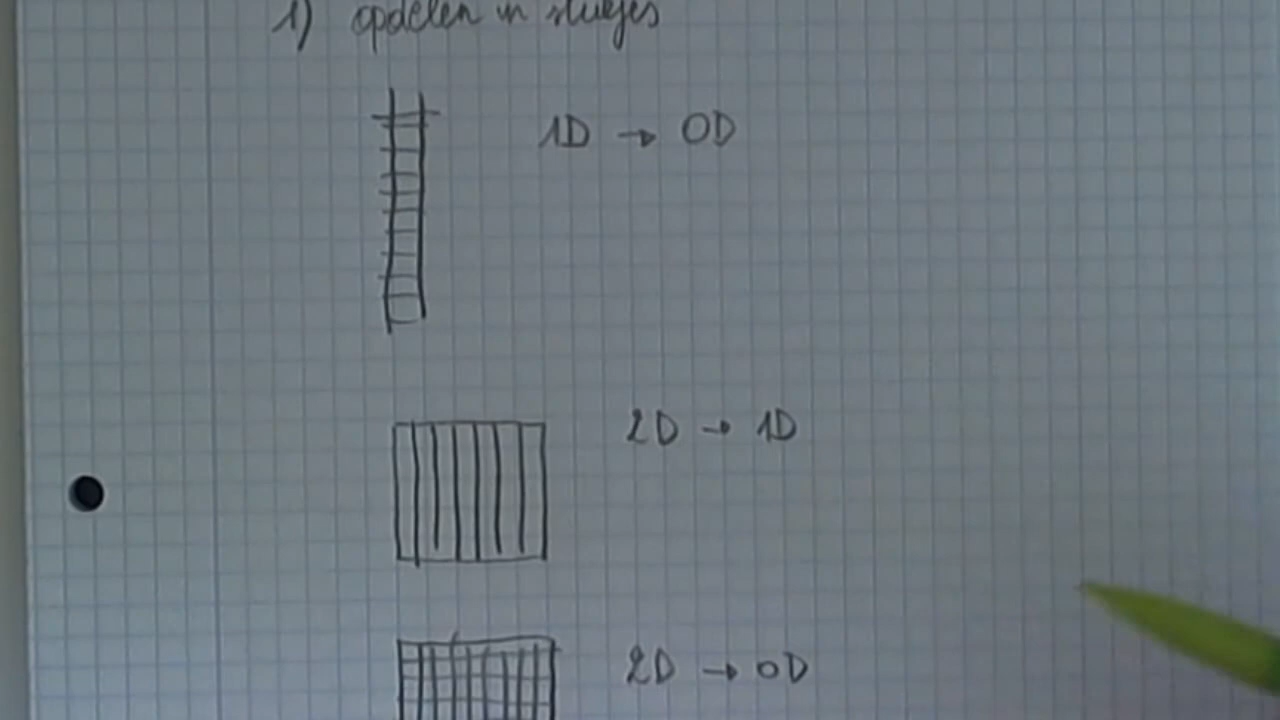 1) opdelen in stukjes
1D → 0D
2D → 1D
2D → 0D